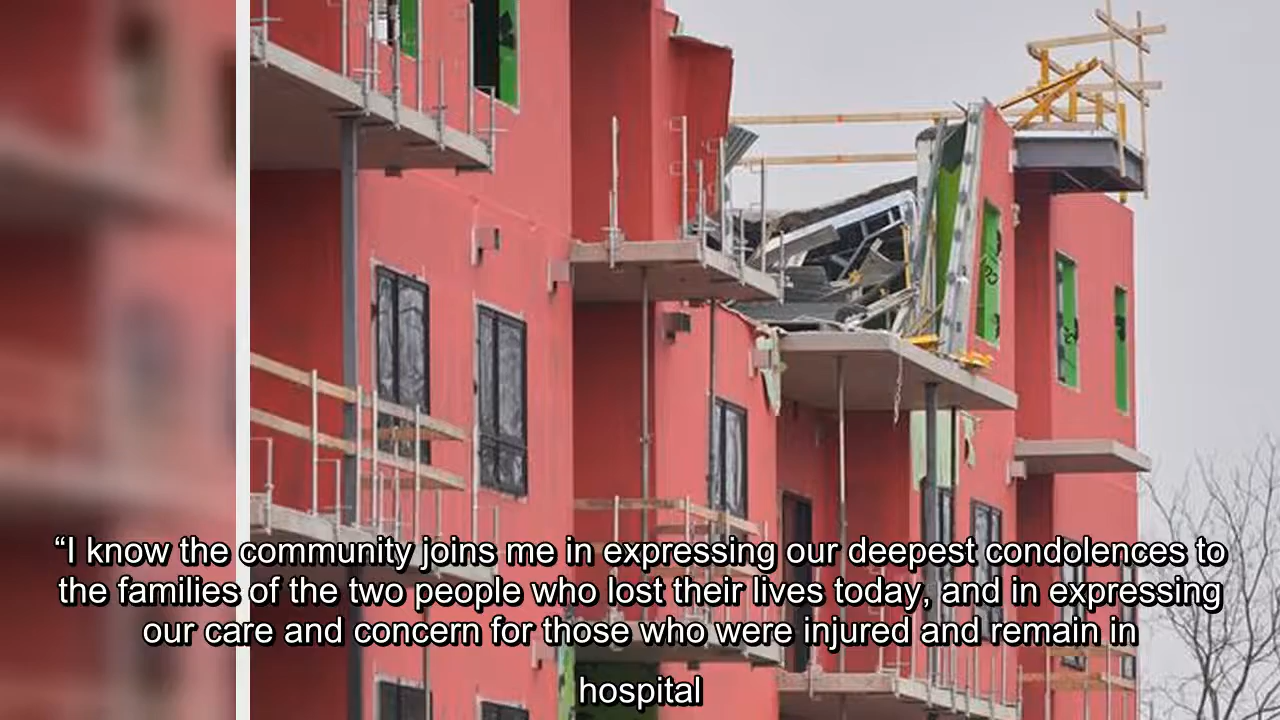 “I know the community joins me in expressing our deepest condolences to
the families of the two people who lost their lives today, and in expressing
our care and concern for those who were injured and remain in
hospital